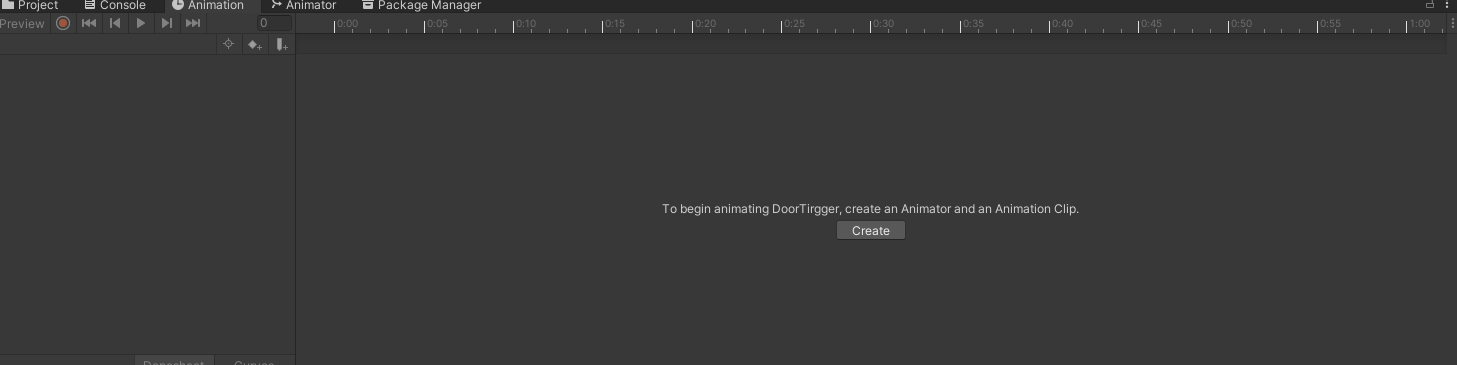 Project Console Animation Animator Package Manager
Preview 0 0:00 0:05 0:10 0:15 0:20 0:25 0:30 0:35 0:40 0:45 0:50 0:55 1:00
To begin animating DoorTirgger, create an Animator and an Animation Clip.
Create
Dopesheet Curves